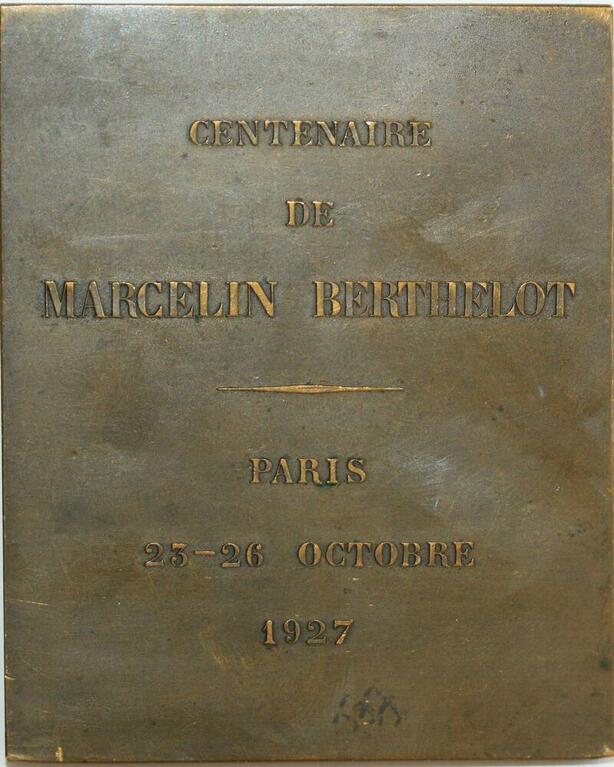 CENTENAIRE
DE
MARCELIN BERTHELOT
PARIS
23-26 OCTOBRE
1927